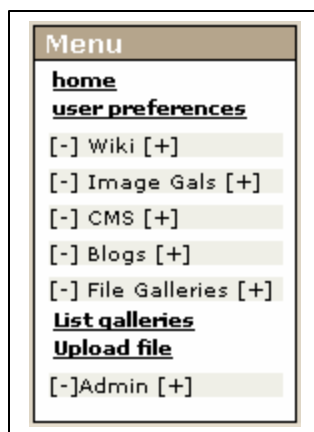 Menu
home
user preferences
[-] Wiki [+]
[-] Image Gals [+]
[-] CMS [+]
[-] Blogs [+]
[-] File Galleries [+]
List galleries
Upload file
[-]Admin [+]